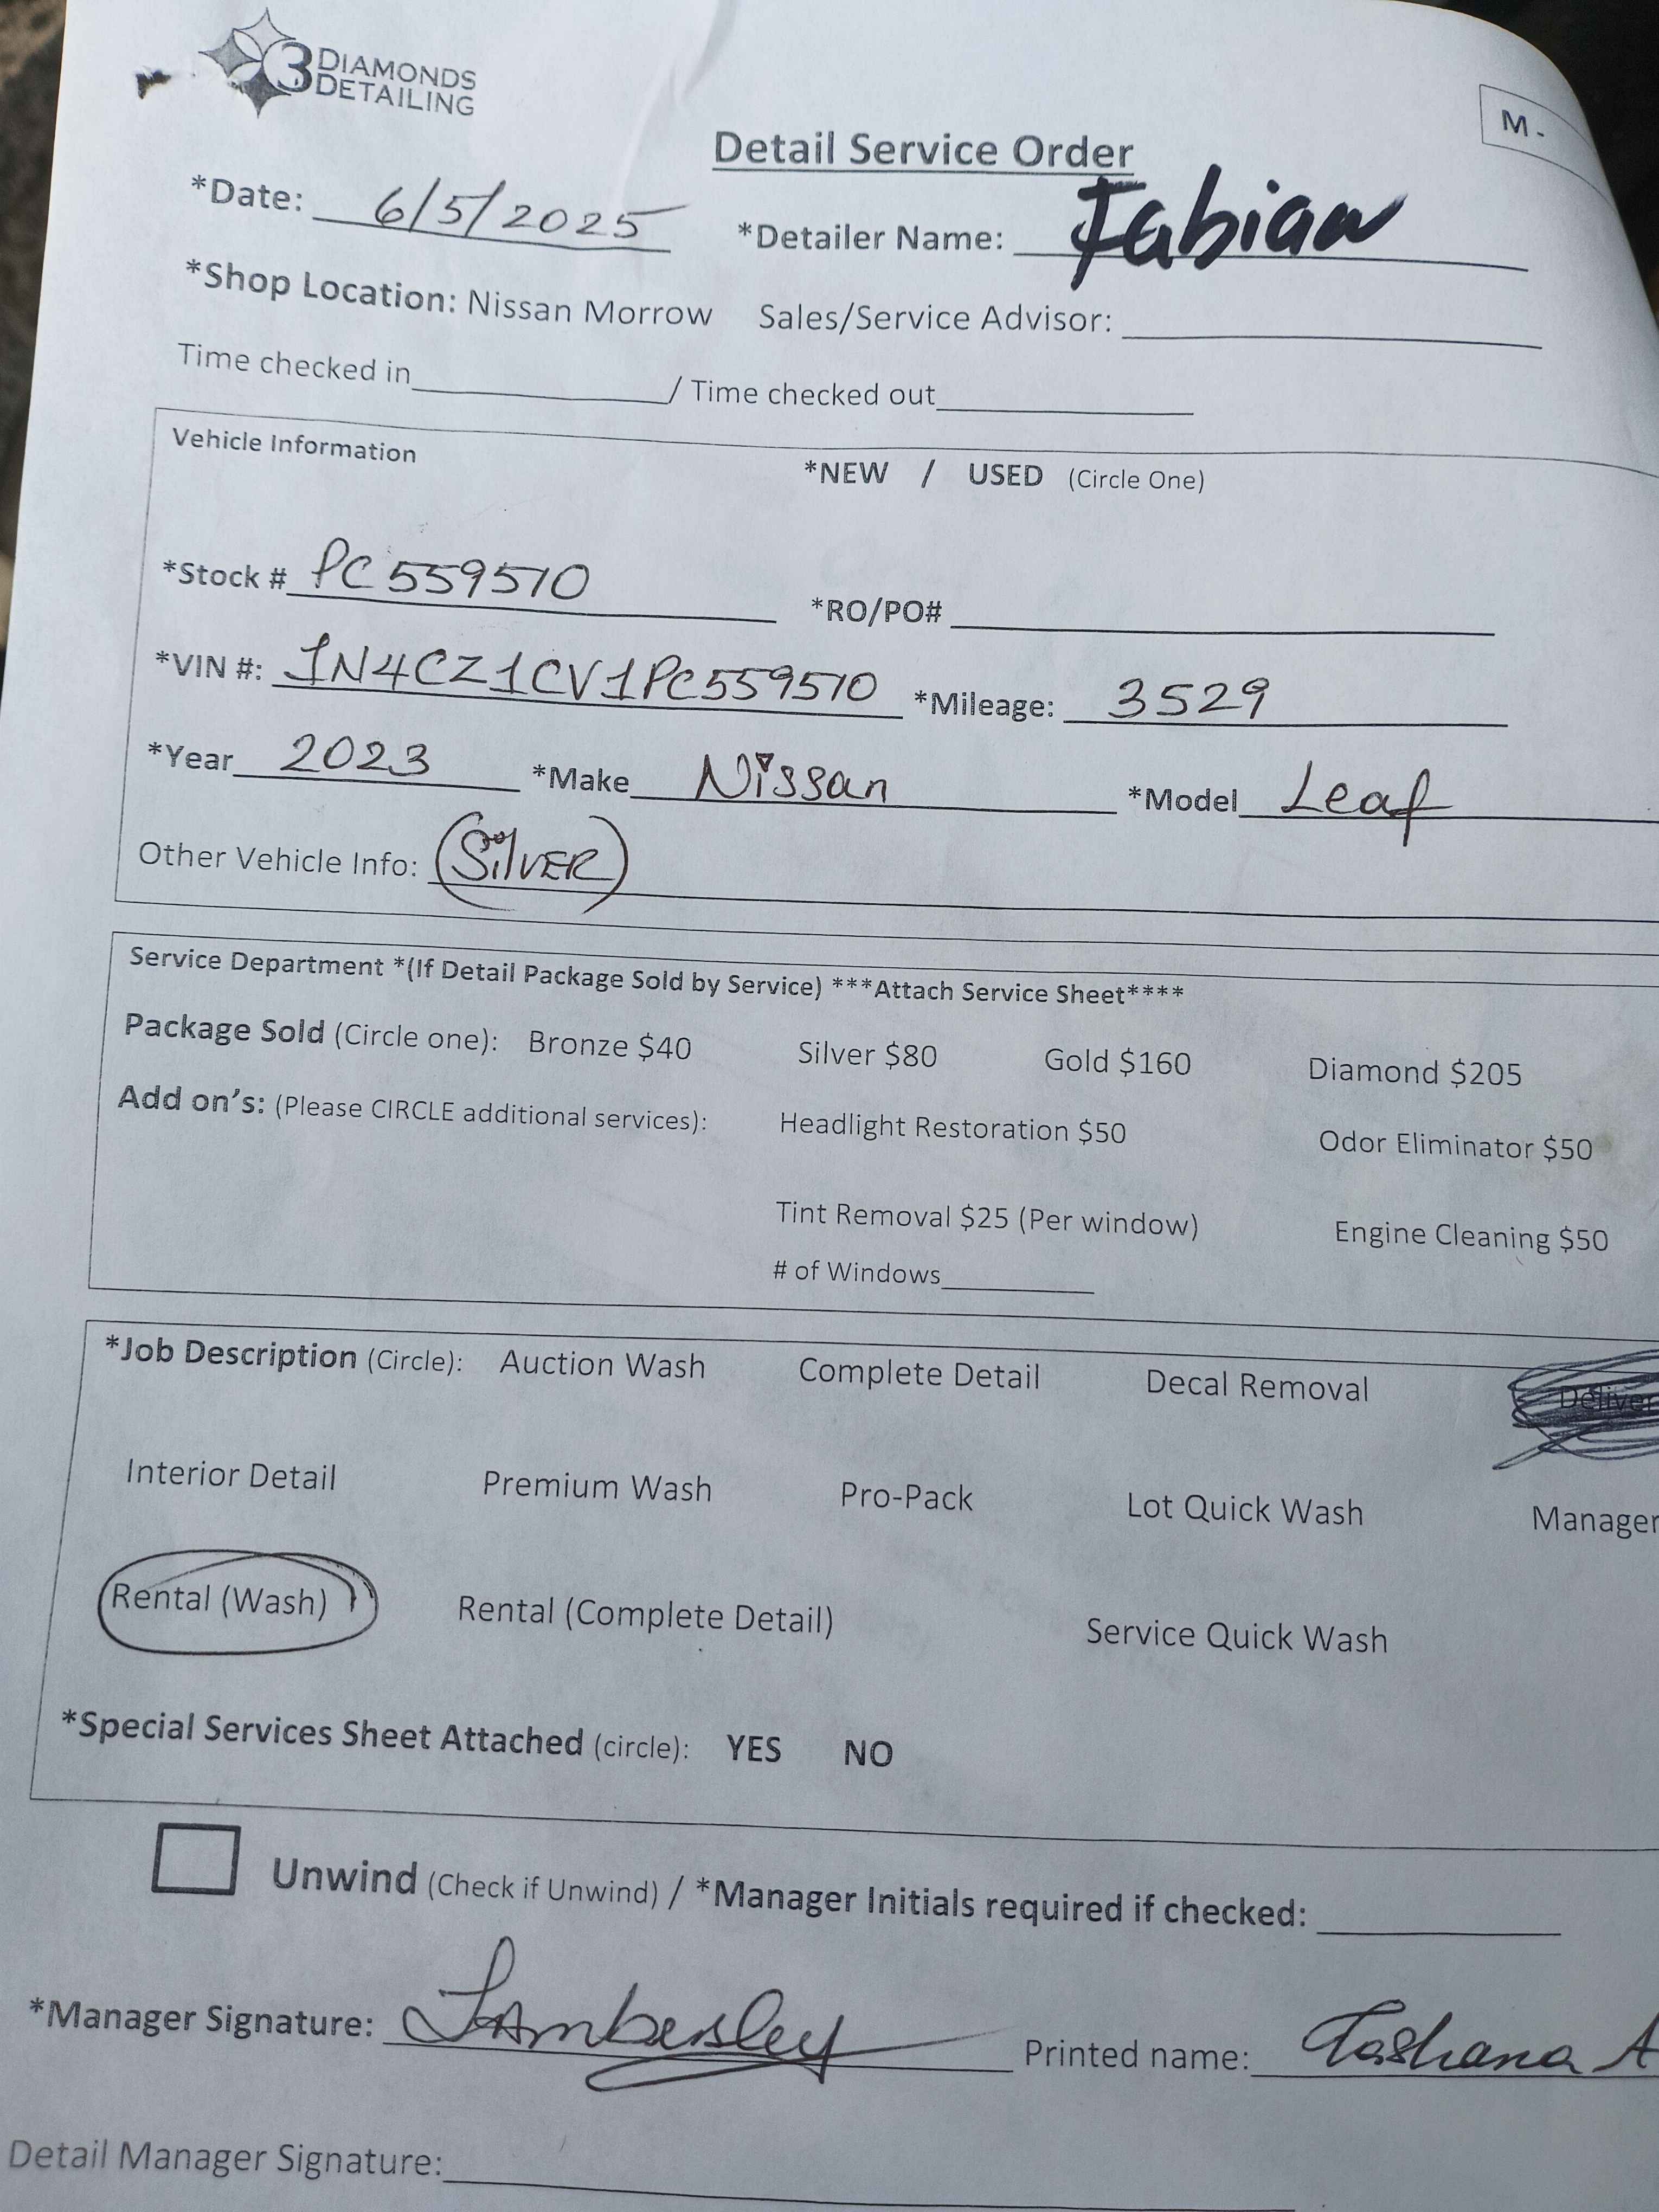 3 DIAMONDS
DETAILING
M -
Detail Service Order
*Date: 6/5/2025 *Detailer Name: Fabian
*Shop Location: Nissan Morrow Sales/Service Advisor:
Time checked in / Time checked out
Vehicle Information
*NEW / USED (Circle One)
*Stock # PC559510 *RO/PO#
*VIN #: 1N4CZ1CV1PC559510 *Mileage: 3529
*Year 2023 *Make Nissan *Model Leaf
Other Vehicle Info: (SilVER)
Service Department *(If Detail Package Sold by Service) ***Attach Service Sheet****
Package Sold (Circle one): Bronze $40 Silver $80 Gold $160 Diamond $205
Add on's: (Please CIRCLE additional services): Headlight Restoration $50 Odor Eliminator $50
Tint Removal $25 (Per window) Engine Cleaning $50
# of Windows
*Job Description (Circle): Auction Wash Complete Detail Decal Removal Deliver
Interior Detail Premium Wash Pro-Pack Lot Quick Wash Manager
Rental (Wash) Rental (Complete Detail) Service Quick Wash
*Special Services Sheet Attached (circle): YES NO
Unwind (Check if Unwind) / *Manager Initials required if checked:
*Manager Signature: Printed name: Tashana A
Detail Manager Signature: